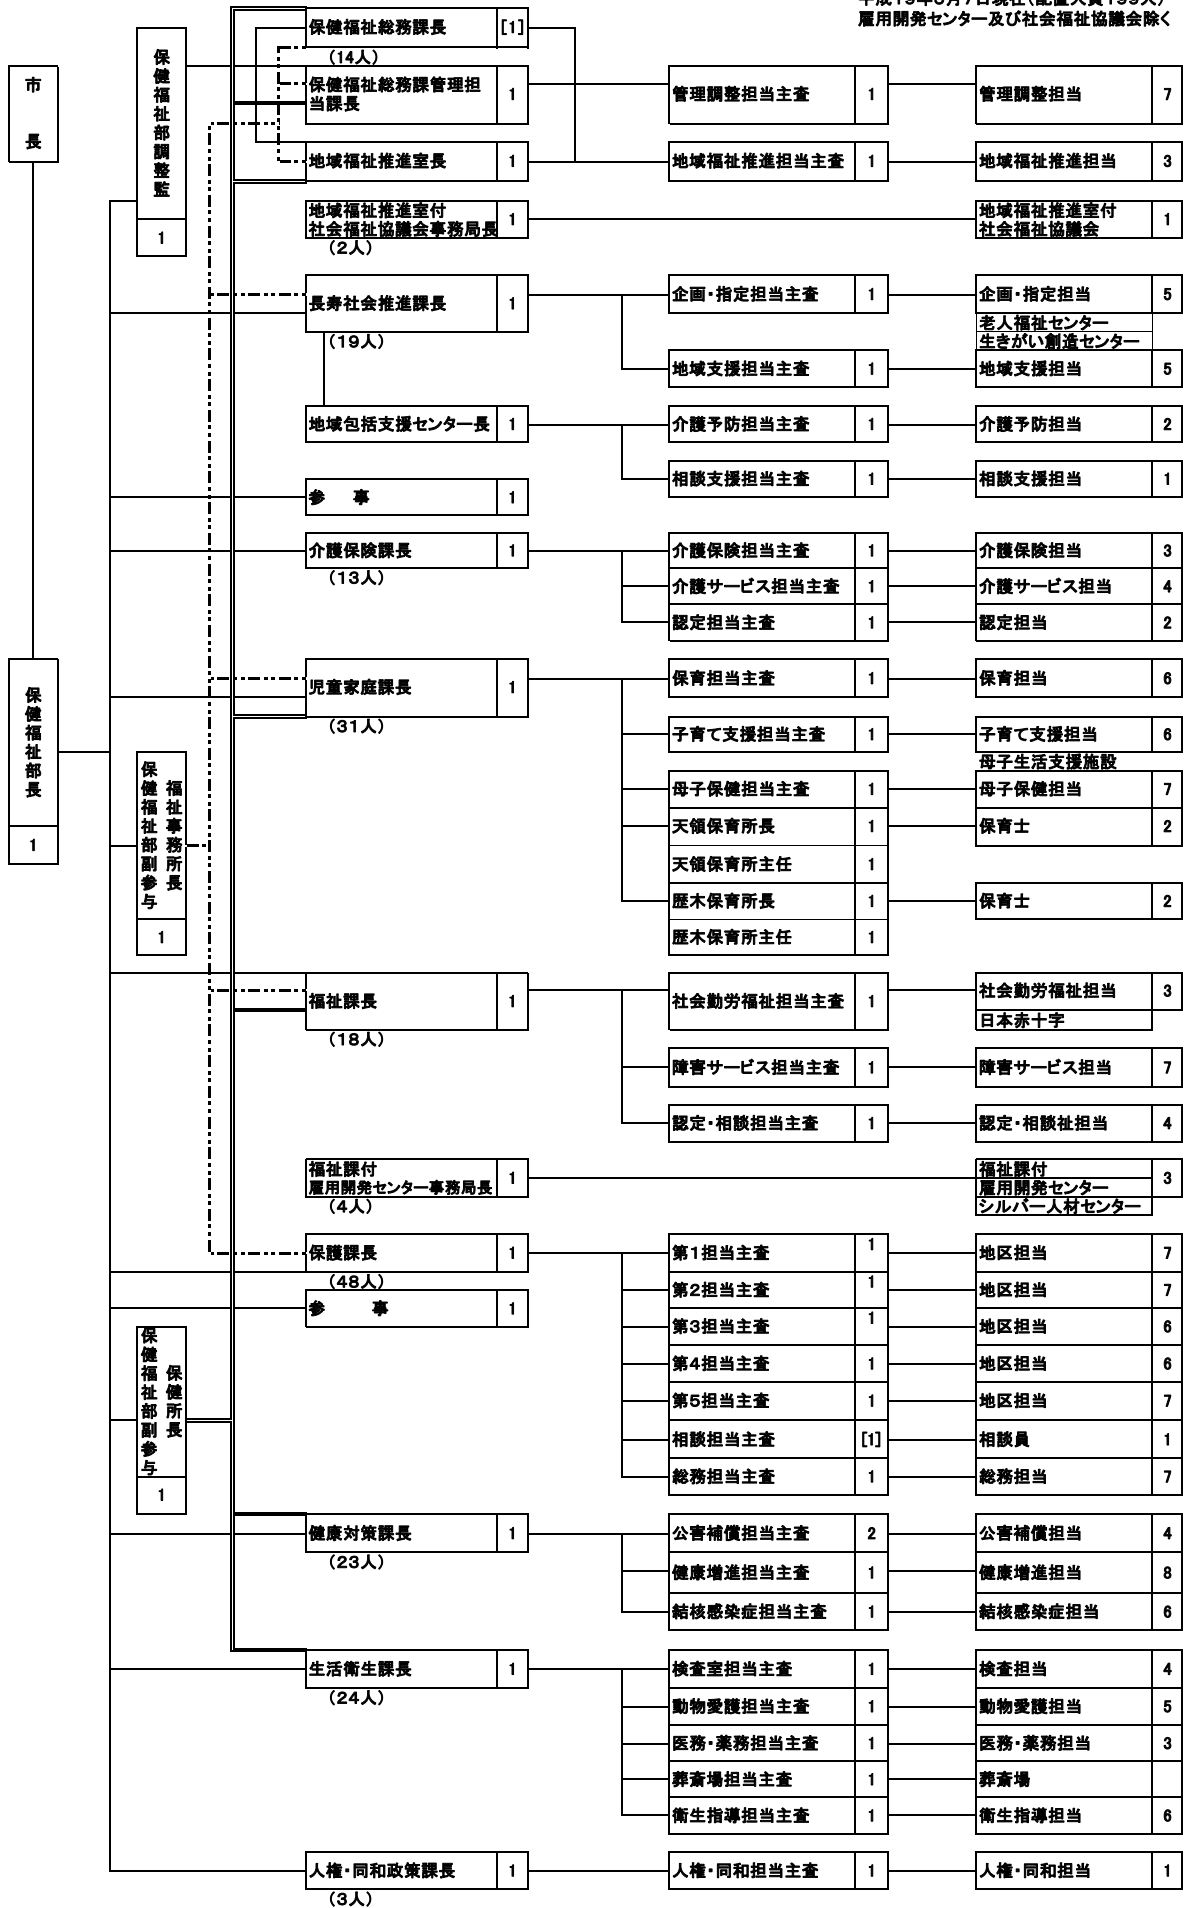 雇用開発センター及び社会福祉協議会除く
市長
保健福祉部長
1
保健福祉部調整監
1
保健福祉総務課長 [1]
(14人)
保健福祉総務課管理担
当課長 1
管理調整担当主査 1
管理調整担当 7
地域福祉推進室長 1
地域福祉推進担当主査 1
地域福祉推進担当 3
地域福祉推進室付
社会福祉協議会事務局長 1
(2人)
地域福祉推進室付
社会福祉協議会 1
長寿社会推進課長 1
(19人)
企画・指定担当主査 1
企画・指定担当 5
老人福祉センター
生きがい創造センター
地域支援担当主査 1
地域支援担当 5
地域包括支援センター長 1
介護予防担当主査 1
介護予防担当 2
相談支援担当主査 1
相談支援担当 1
参 事 1
介護保険課長 1
(13人)
介護保険担当主査 1
介護保険担当 3
介護サービス担当主査 1
介護サービス担当 4
認定担当主査 1
認定担当 2
児童家庭課長 1
(31人)
保育担当主査 1
保育担当 6
子育て支援担当主査 1
子育て支援担当 6
母子生活支援施設
母子保健担当主査 1
母子保健担当 7
天領保育所長 1
保育士 2
天領保育所主任 1
歴木保育所長 1
保育士 2
歴木保育所主任 1
福祉事務所長
保健福祉部副参与
1
福祉課長 1
(18人)
社会勤労福祉担当主査 1
社会勤労福祉担当 3
日本赤十字
障害サービス担当主査 1
障害サービス担当 7
認定・相談担当主査 1
認定・相談祉担当 4
福祉課付
雇用開発センター事務局長 1
(4人)
福祉課付
雇用開発センター 3
シルバー人材センター
保護課長 1
(48人)
第1担当主査 1
地区担当 7
第2担当主査 1
地区担当 7
第3担当主査 1
地区担当 6
第4担当主査 1
地区担当 6
第5担当主査 1
地区担当 7
相談担当主査 [1]
相談員 1
総務担当主査 1
総務担当 7
参 事 1
保健所長
保健福祉部副参与
1
健康対策課長 1
(23人)
公害補償担当主査 2
公害補償担当 4
健康増進担当主査 1
健康増進担当 8
結核感染症担当主査 1
結核感染症担当 6
生活衛生課長 1
(24人)
検査室担当主査 1
検査担当 4
動物愛護担当主査 1
動物愛護担当 5
医務・薬務担当主査 1
医務・薬務担当 3
葬斎場担当主査 1
葬斎場
衛生指導担当主査 1
衛生指導担当 6
人権・同和政策課長 1
(3人)
人権・同和担当主査 1
人権・同和担当 1